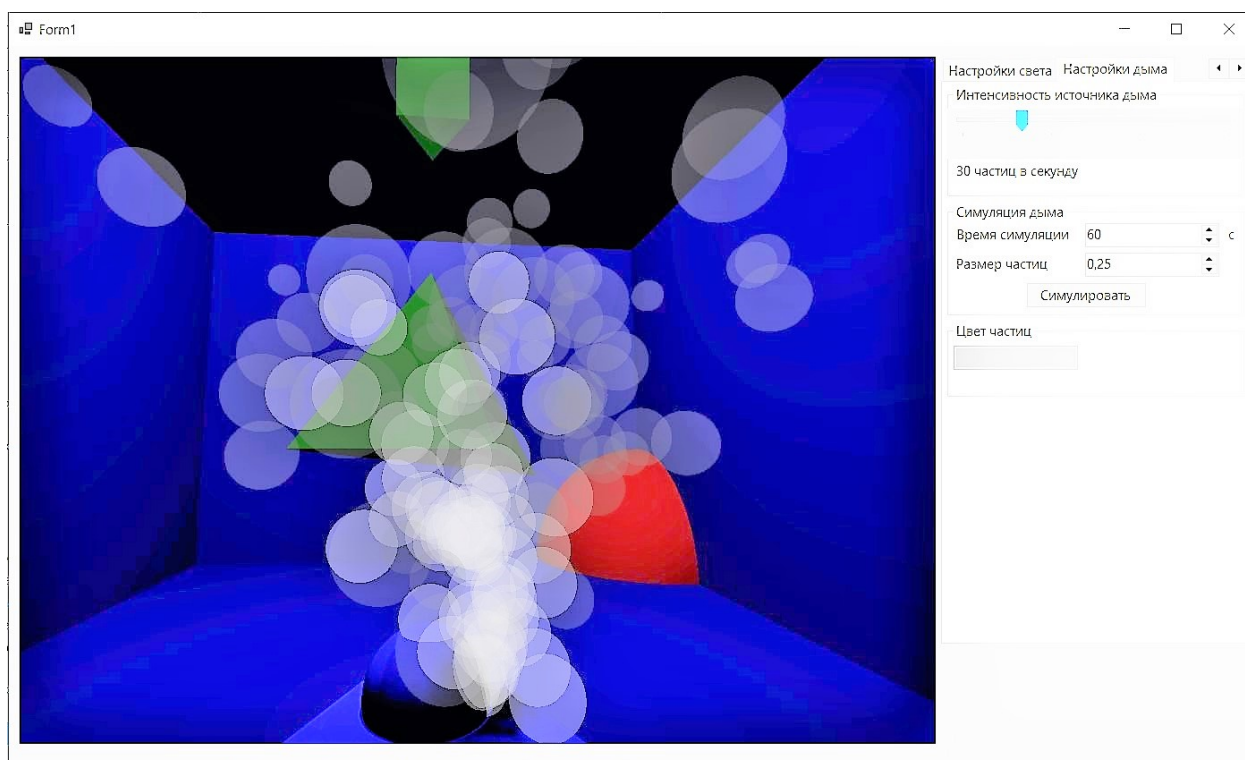 Form1
Настройки света Настройки дыма
Интенсивность источника дыма
30 частиц в секунду
Симуляция дыма
Время симуляции 60 с
Размер частиц 0,25
Симулировать
Цвет частиц